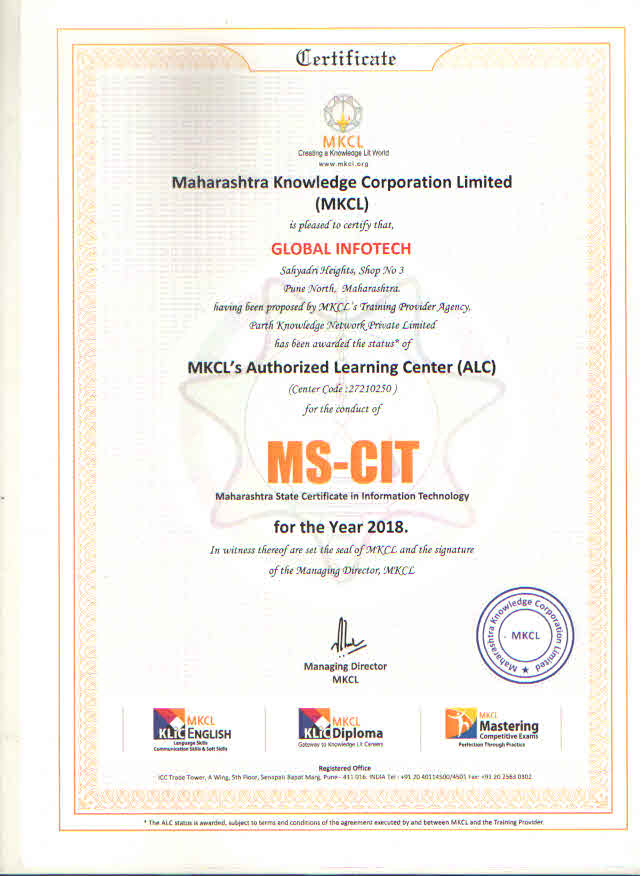 Certificate
MKCL
Creating a Knowledge Lit World
www.mkcl.org
Maharashtra Knowledge Corporation Limited
(MKCL)
is pleased to certify that,
GLOBAL INFOTECH
Sahyadri Heights, Shop No 3
Pune North, Maharashtra.
having been proposed by MKCL's Training Provider Agency,
Parth Knowledge Network Private Limited
has been awarded the status* of
MKCL's Authorized Learning Center (ALC)
(Center Code :27210250 )
for the conduct of
MS-CIT
Maharashtra State Certificate in Information Technology
for the Year 2018.
In witness thereof are set the seal of MKCL and the signature
of the Managing Director, MKCL
Maharashtra Knowledge Corporation Limited
MKCL
Managing Director
MKCL
MKCL
KLiC ENGLISH
Language Skills
Communication Skills & Soft Skills
MKCL
KLiC Diploma
Gateway to Knowledge Lit Careers
MKCL
Mastering
Competitive Exams
Perfection Through Practice
Registered Office
ICC Trade Tower, A Wing, 5th Floor, Senapati Bapat Marg, Pune - 411 016. INDIA Tel : +91 20 40114500/4501 Fax: +91 20 2563 0302
* The ALC status is awarded, subject to terms and conditions of the agreement executed by and between MKCL and the Training Provider.